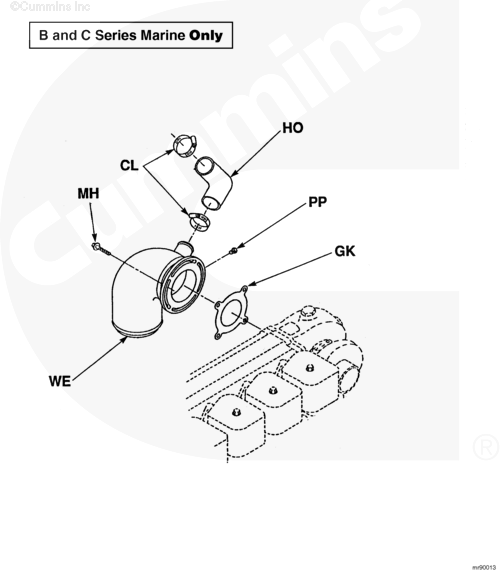 ©Cummins Inc
B and C Series Marine Only
HO
CL
MH
PP
GK
WE
Cummins
®
mr90013